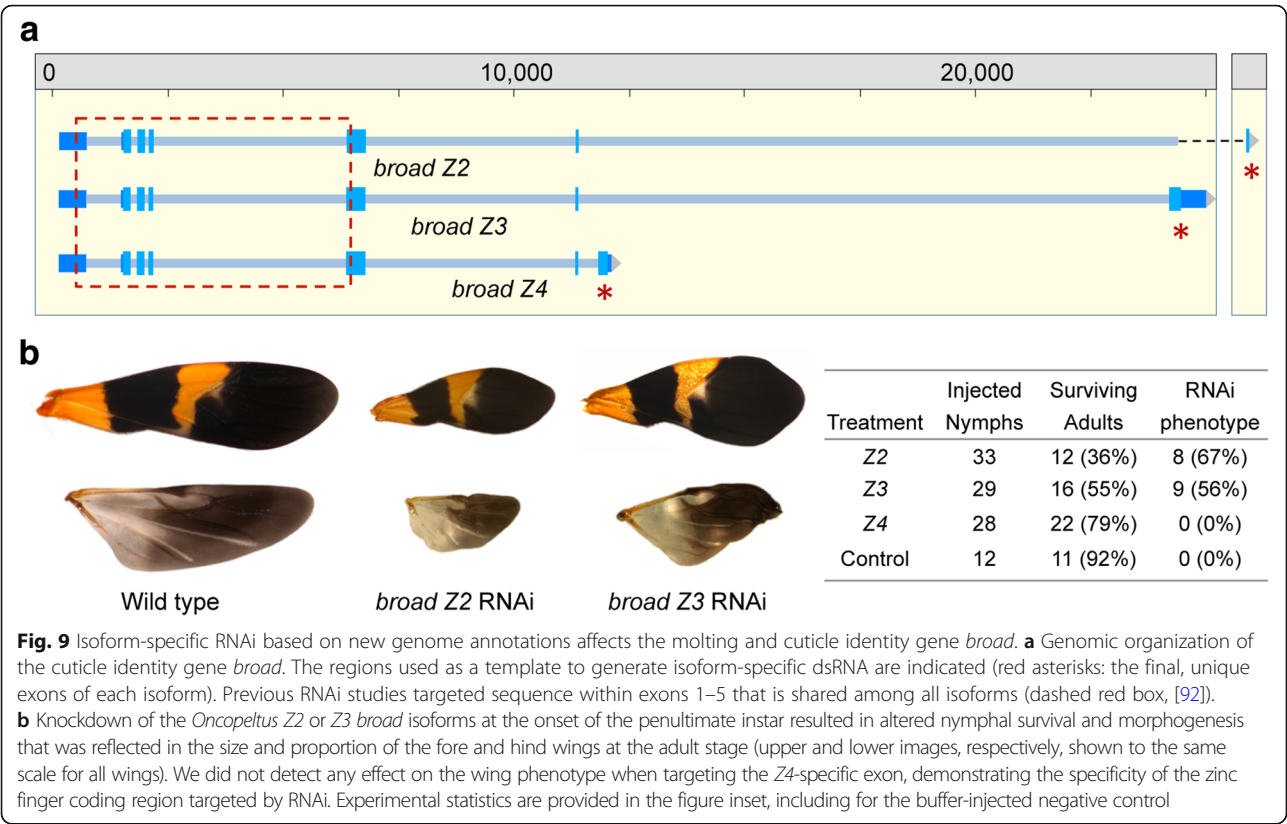 a
0 10,000 20,000
broad Z2
*
broad Z3
*
broad Z4
*
b
Injected Surviving RNAi
Treatment Nymphs Adults phenotype
Z2 33 12 (36%) 8 (67%)
Z3 29 16 (55%) 9 (56%)
Z4 28 22 (79%) 0 (0%)
Control 12 11 (92%) 0 (0%)
Wild type broad Z2 RNAi broad Z3 RNAi
Fig. 9 Isoform-specific RNAi based on new genome annotations affects the molting and cuticle identity gene broad. a Genomic organization of
the cuticle identity gene broad. The regions used as a template to generate isoform-specific dsRNA are indicated (red asterisks: the final, unique
exons of each isoform). Previous RNAi studies targeted sequence within exons 1–5 that is shared among all isoforms (dashed red box, [92]).
b Knockdown of the Oncopeltus Z2 or Z3 broad isoforms at the onset of the penultimate instar resulted in altered nymphal survival and morphogenesis
that was reflected in the size and proportion of the fore and hind wings at the adult stage (upper and lower images, respectively, shown to the same
scale for all wings). We did not detect any effect on the wing phenotype when targeting the Z4-specific exon, demonstrating the specificity of the zinc
finger coding region targeted by RNAi. Experimental statistics are provided in the figure inset, including for the buffer-injected negative control